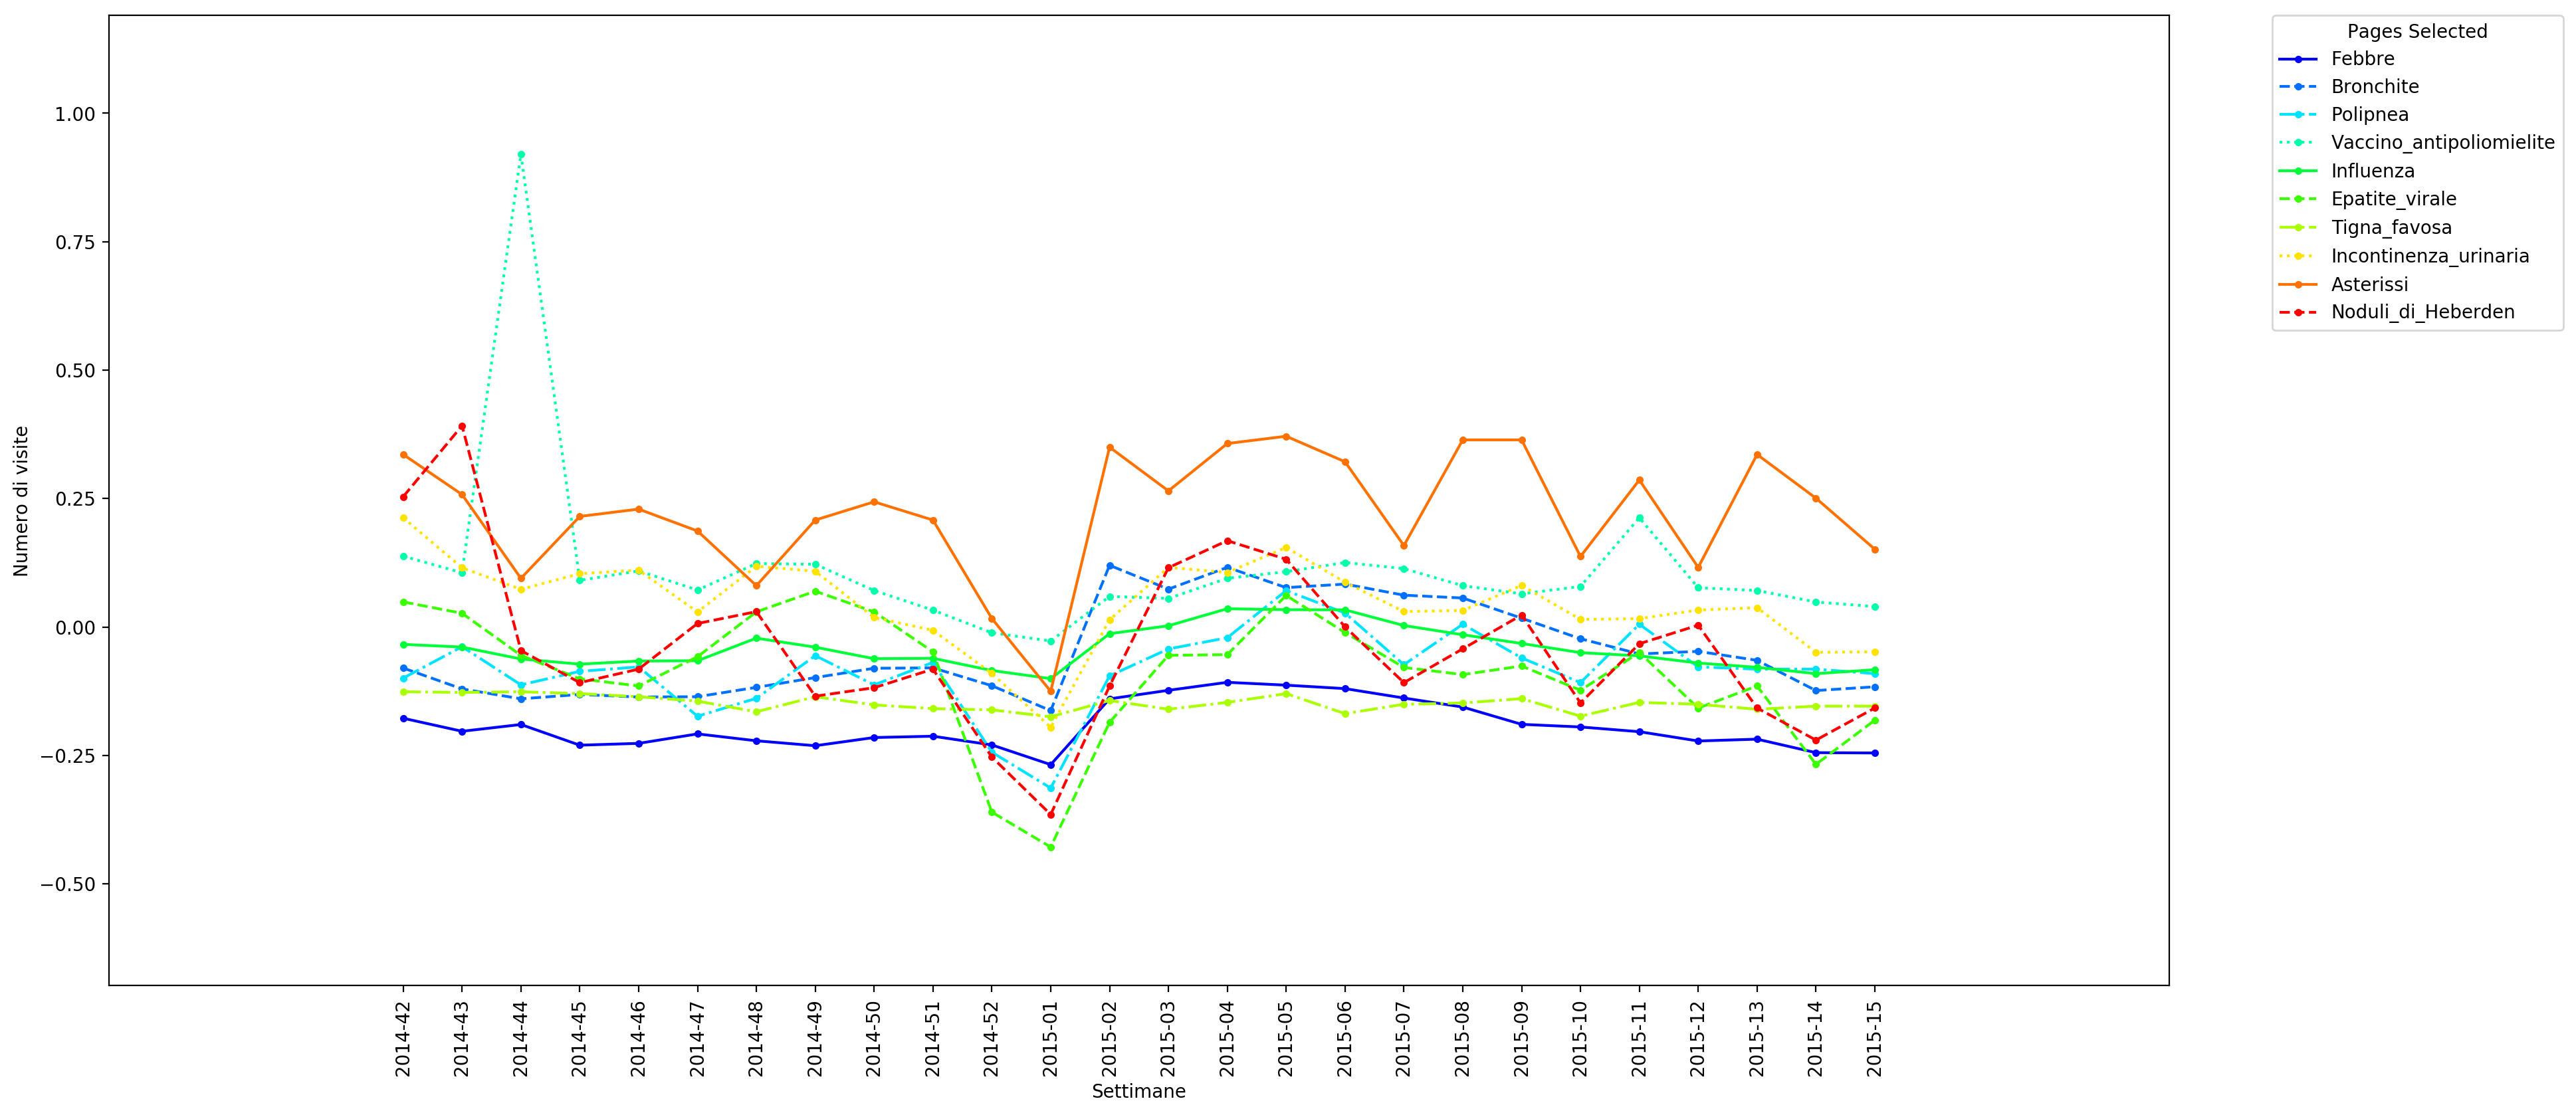 Pages Selected
Febbre
Bronchite
Polipnea
Vaccino_antipoliomielite
Influenza
Epatite_virale
Tigna_favosa
Incontinenza_urinaria
Asterissi
Noduli_di_Heberden
Numero di visite
1.00
0.75
0.50
0.25
0.00
−0.25
−0.50
2014-42
2014-43
2014-44
2014-45
2014-46
2014-47
2014-48
2014-49
2014-50
2014-51
2014-52
2015-01
2015-02
2015-03
2015-04
2015-05
2015-06
2015-07
2015-08
2015-09
2015-10
2015-11
2015-12
2015-13
2015-14
2015-15
Settimane